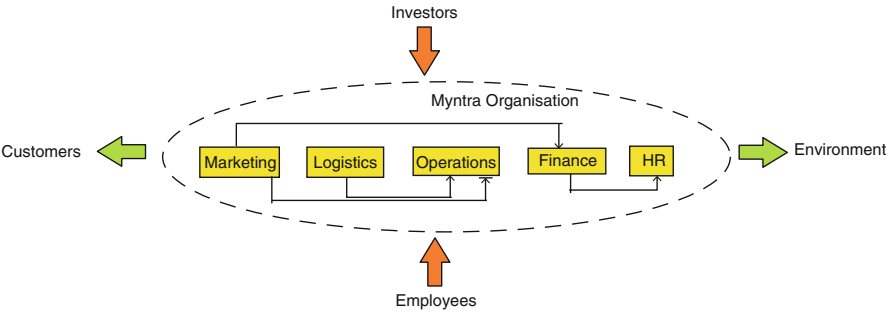 Investors
Myntra Organisation
Customers
Marketing
Logistics
Operations
Finance
HR
Environment
Employees